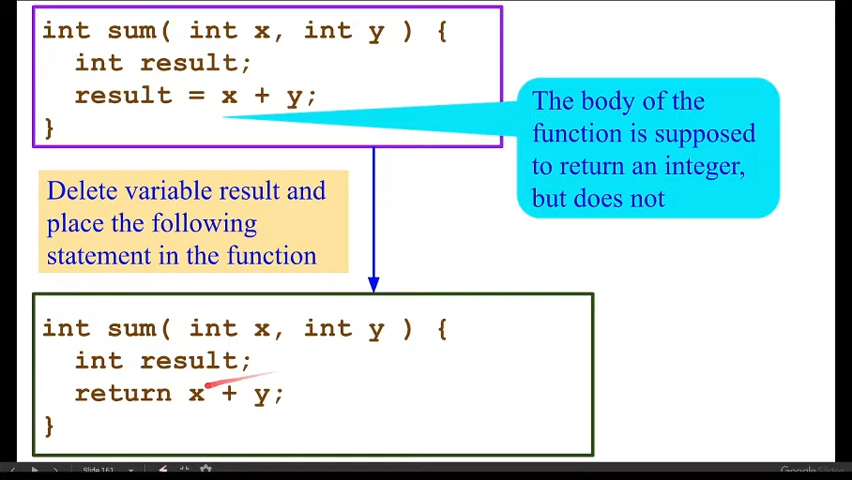 int sum( int x, int y ) {
int result;
result = x + y;
}
The body of the
function is supposed
to return an integer,
but does not
Delete variable result and
place the following
statement in the function
int sum( int x, int y ) {
int result;
return x + y;
}
Slide 161
Google Slides